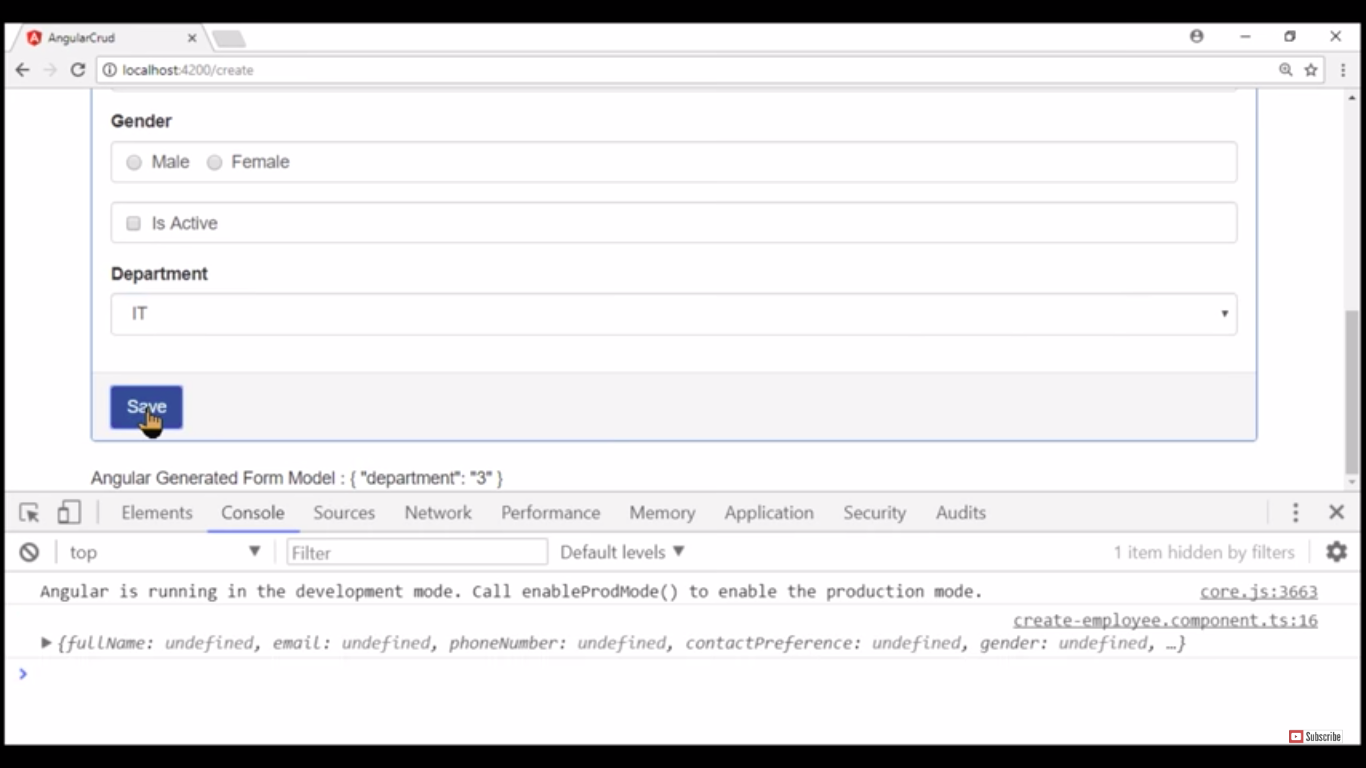 AngularCrud
localhost:4200/create
Gender
Male Female
Is Active
Department
IT
Save
Angular Generated Form Model : { "department": "3" }
Elements Console Sources Network Performance Memory Application Security Audits
top Filter Default levels 1 item hidden by filters
Angular is running in the development mode. Call enableProdMode() to enable the production mode. core.js:3663
create-employee.component.ts:16
{fullName: undefined, email: undefined, phoneNumber: undefined, contactPreference: undefined, gender: undefined, …}
Subscribe